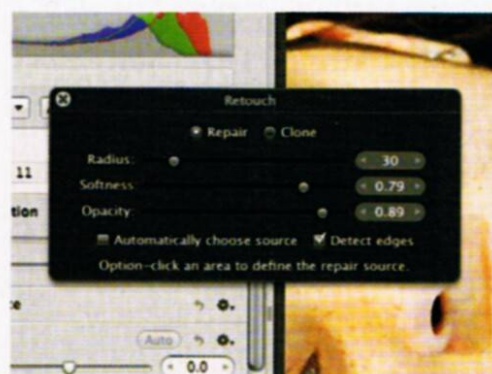 Retouch
Repair Clone
Radius: 30
11
Softness: 0.79
tion
Opacity: 0.89
Automatically choose source Detect edges
Option-click an area to define the repair source.
Auto
0.0